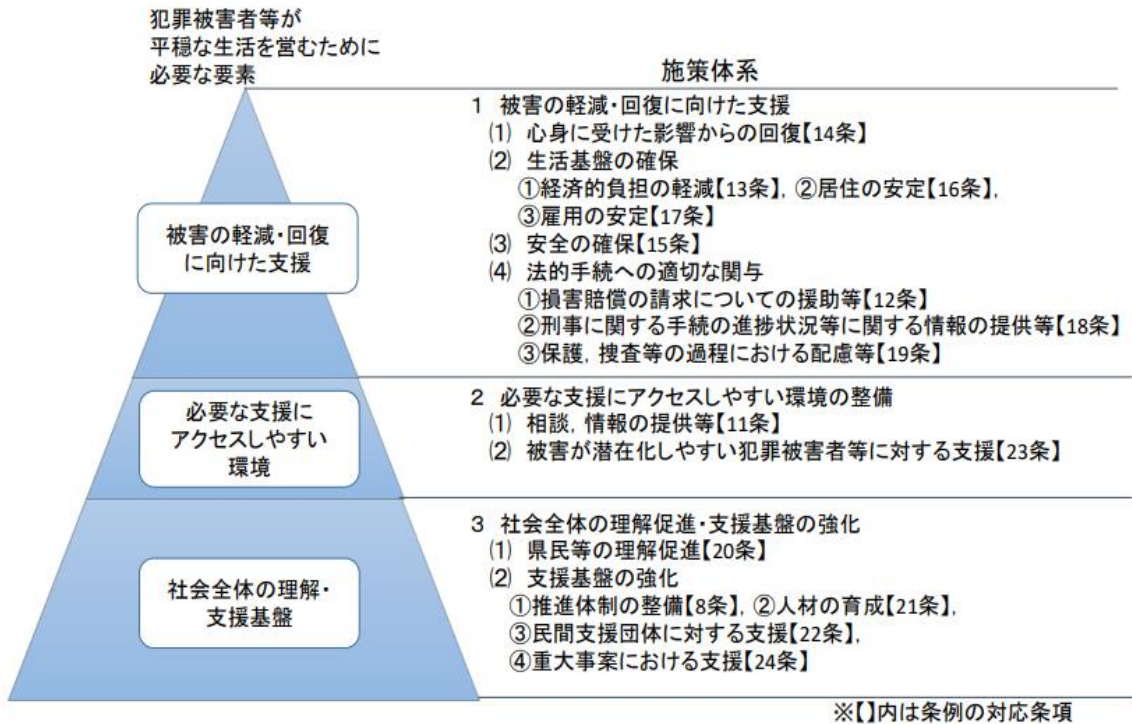 犯罪被害者等が
平穏な生活を営むために
必要な要素
施策体系
被害の軽減・回復
に向けた支援
1 被害の軽減・回復に向けた支援
⑴ 心身に受けた影響からの回復【14条】
⑵ 生活基盤の確保
①経済的負担の軽減【13条】, ②居住の安定【16条】,
③雇用の安定【17条】
⑶ 安全の確保【15条】
⑷ 法的手続への適切な関与
①損害賠償の請求についての援助等【12条】
②刑事に関する手続の進捗状況等に関する情報の提供等【18条】
③保護, 捜査等の過程における配慮等【19条】
必要な支援に
アクセスしやすい
環境
2 必要な支援にアクセスしやすい環境の整備
⑴ 相談, 情報の提供等【11条】
⑵ 被害が潜在化しやすい犯罪被害者等に対する支援【23条】
社会全体の理解・
支援基盤
3 社会全体の理解促進・支援基盤の強化
⑴ 県民等の理解促進【20条】
⑵ 支援基盤の強化
①推進体制の整備【8条】, ②人材の育成【21条】,
③民間支援団体に対する支援【22条】,
④重大事案における支援【24条】
※【】内は条例の対応条項